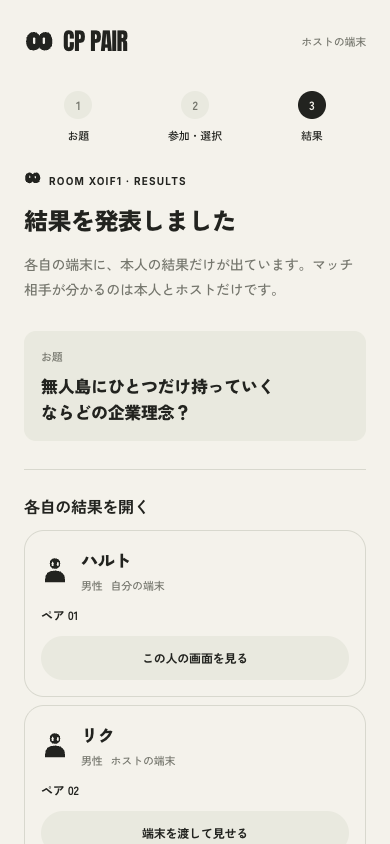 CP PAIR
ホストの端末
1 2 3
お題 参加・選択 結果
ROOM XOIF1・RESULTS
結果を発表しました
各自の端末に、本人の結果だけが出ています。マッチ
相手が分かるのは本人とホストだけです。
お題
無人島にひとつだけ持っていく
ならどの企業理念？
各自の結果を開く
ハルト
男性 自分の端末
ペア 01
この人の画面を見る
リク
男性 ホストの端末
ペア 02
端末を渡して見せる